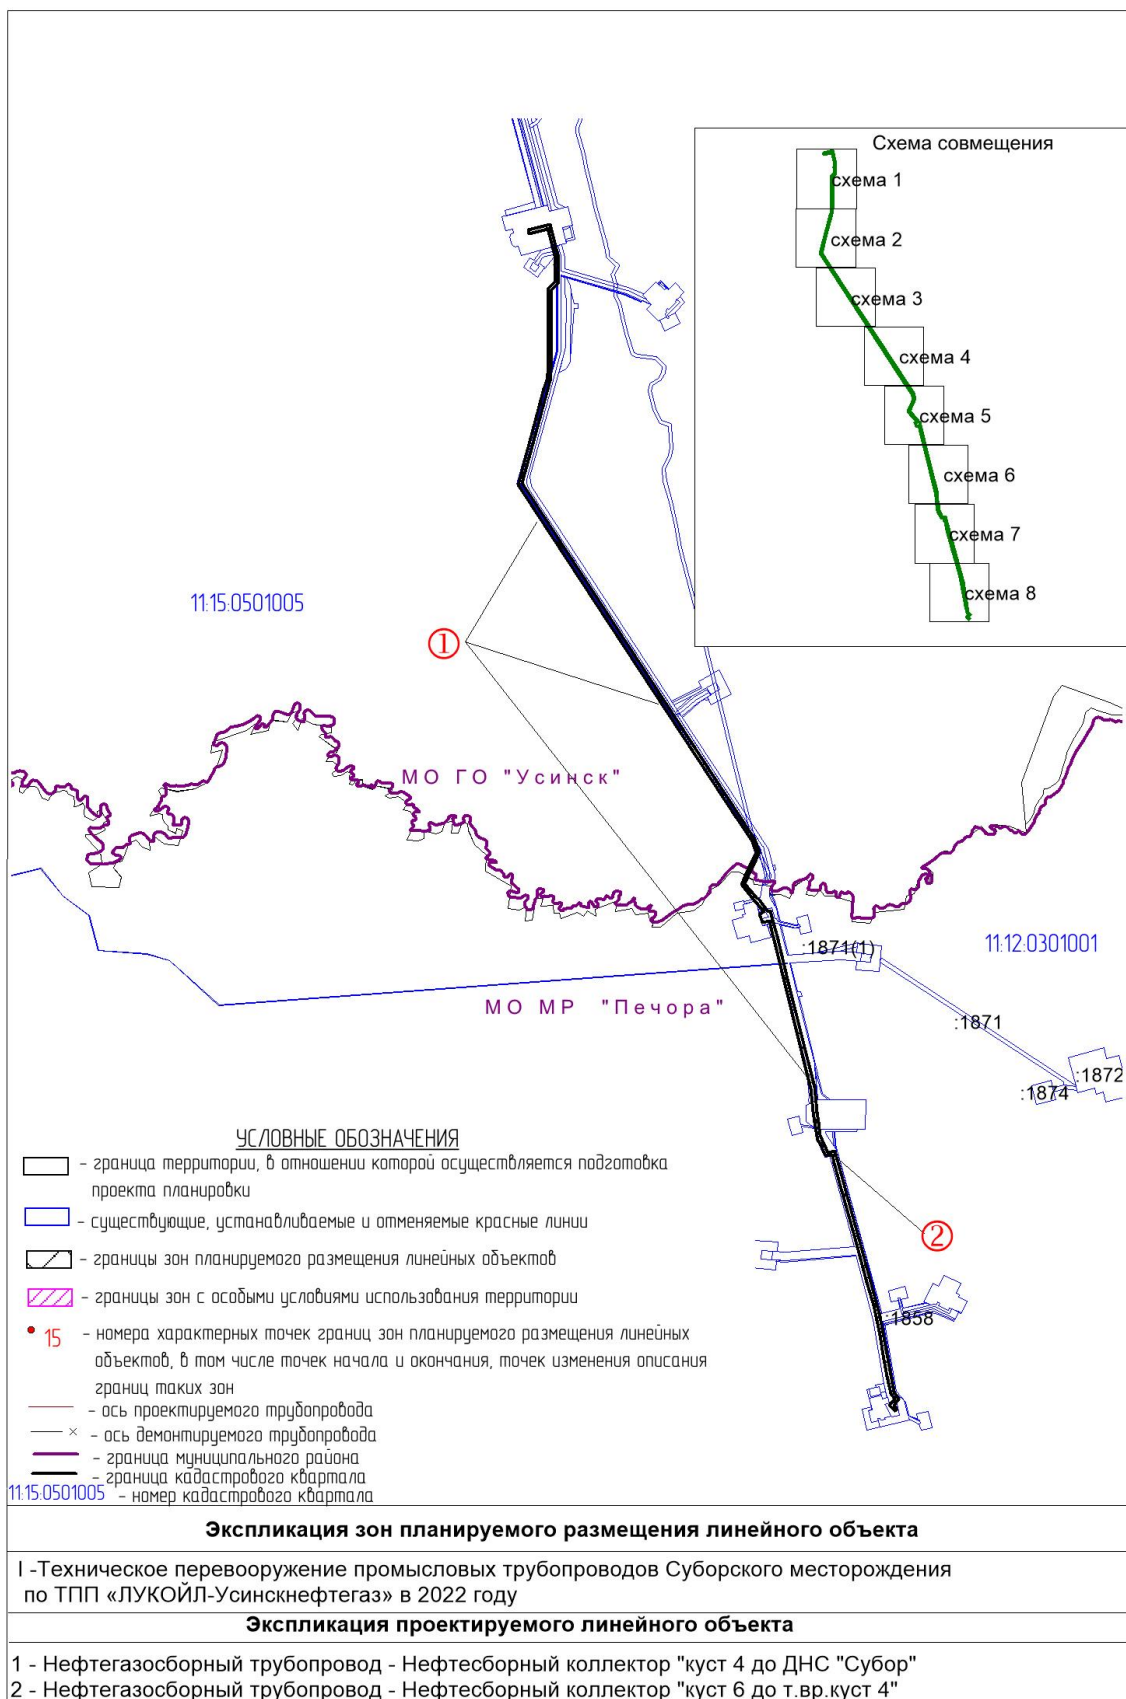 Схема совмещения
схема 1
схема 2
схема 3
схема 4
схема 5
схема 6
схема 7
схема 8
11:15:0501005
1
МО ГО "Усинск"
:1871(1)
11:12:0301001
МО МР "Печора"
:1871
:1872
:1874
2
:1858
УСЛОВНЫЕ ОБОЗНАЧЕНИЯ
- граница территории, в отношении которой осуществляется подготовка
проекта планировки
- существующие, устанавливаемые и отменяемые красные линии
- границы зон планируемого размещения линейных объектов
- границы зон с особыми условиями использования территории
15 - номера характерных точек границ зон планируемого размещения линейных
объектов, в том числе точек начала и окончания, точек изменения описания
границ таких зон
- ось проектируемого трубопровода
× - ось демонтируемого трубопровода
- граница муниципального района
- граница кадастрового квартала
11:15:0501005 - номер кадастрового квартала
Экспликация зон планируемого размещения линейного объекта
I -Техническое перевооружение промысловых трубопроводов Суборского месторождения
по ТПП «ЛУКОЙЛ-Усинскнефтегаз» в 2022 году
Экспликация проектируемого линейного объекта
1 - Нефтегазосборный трубопровод - Нефтесборный коллектор "куст 4 до ДНС "Субор"
2 - Нефтегазосборный трубопровод - Нефтесборный коллектор "куст 6 до т.вр.куст 4"